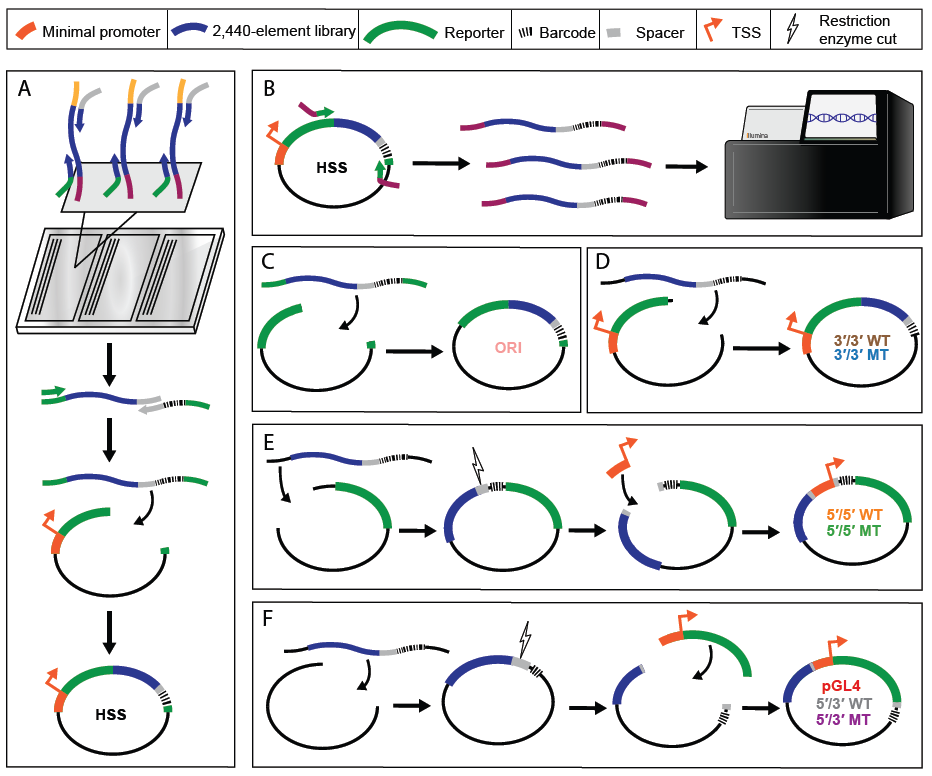 Minimal promoter
2,440-element library
Reporter
Barcode
Spacer
TSS
Restriction
enzyme cut
A
HSS
B
HSS
illumina
C
ORI
D
3′/3′ WT
3′/3′ MT
E
5′/5′ WT
5′/5′ MT
F
pGL4
5′/3′ WT
5′/3′ MT